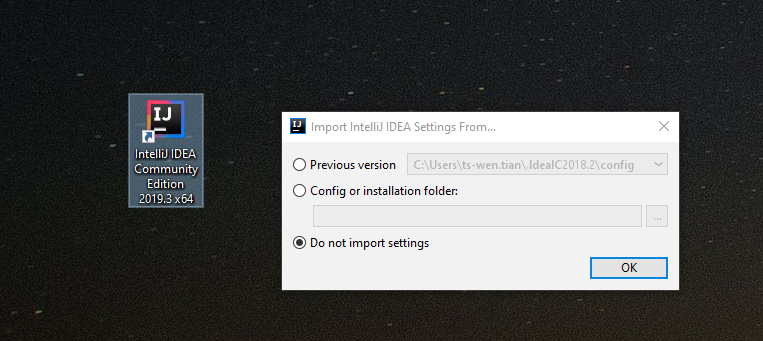 IJ
IntelliJ IDEA
Community
Edition
2019.3 x64
IJ
Import IntelliJ IDEA Settings From...
Previous version
C:\Users\ts-wen.tian\.IdeaIC2018.2\config
Config or installation folder:
...
Do not import settings
OK